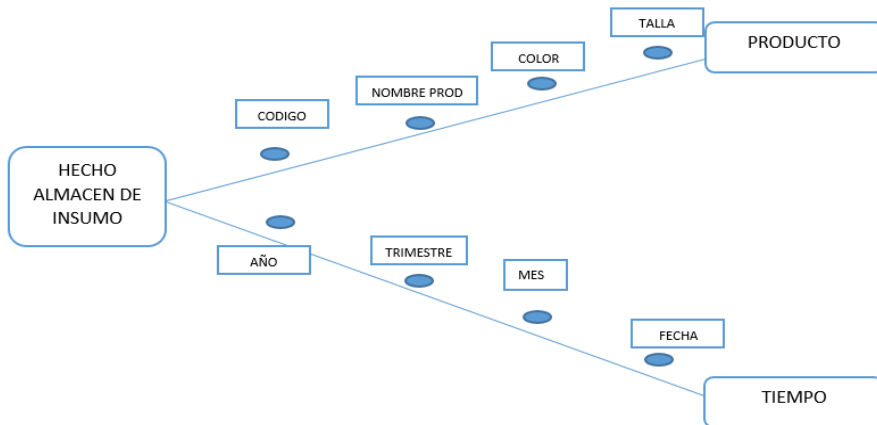 TALLA
PRODUCTO
COLOR
NOMBRE PROD
CODIGO
HECHO
ALMACEN DE
INSUMO
AÑO
TRIMESTRE
MES
FECHA
TIEMPO